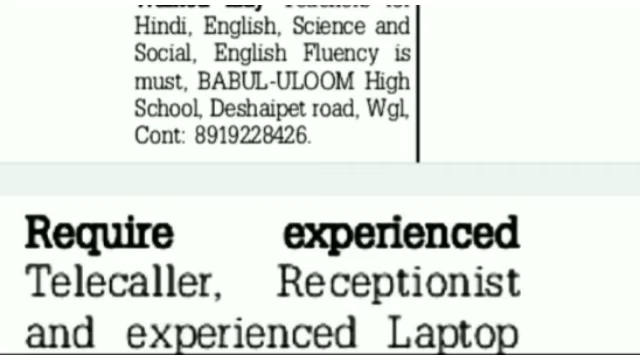 Hindi, English, Science and
Social, English Fluency is
must, BABUL-ULOOM High
School, Deshaipet road, Wgl,
Cont: 8919228426.
Require experienced
Telecaller, Receptionist
and experienced Laptop